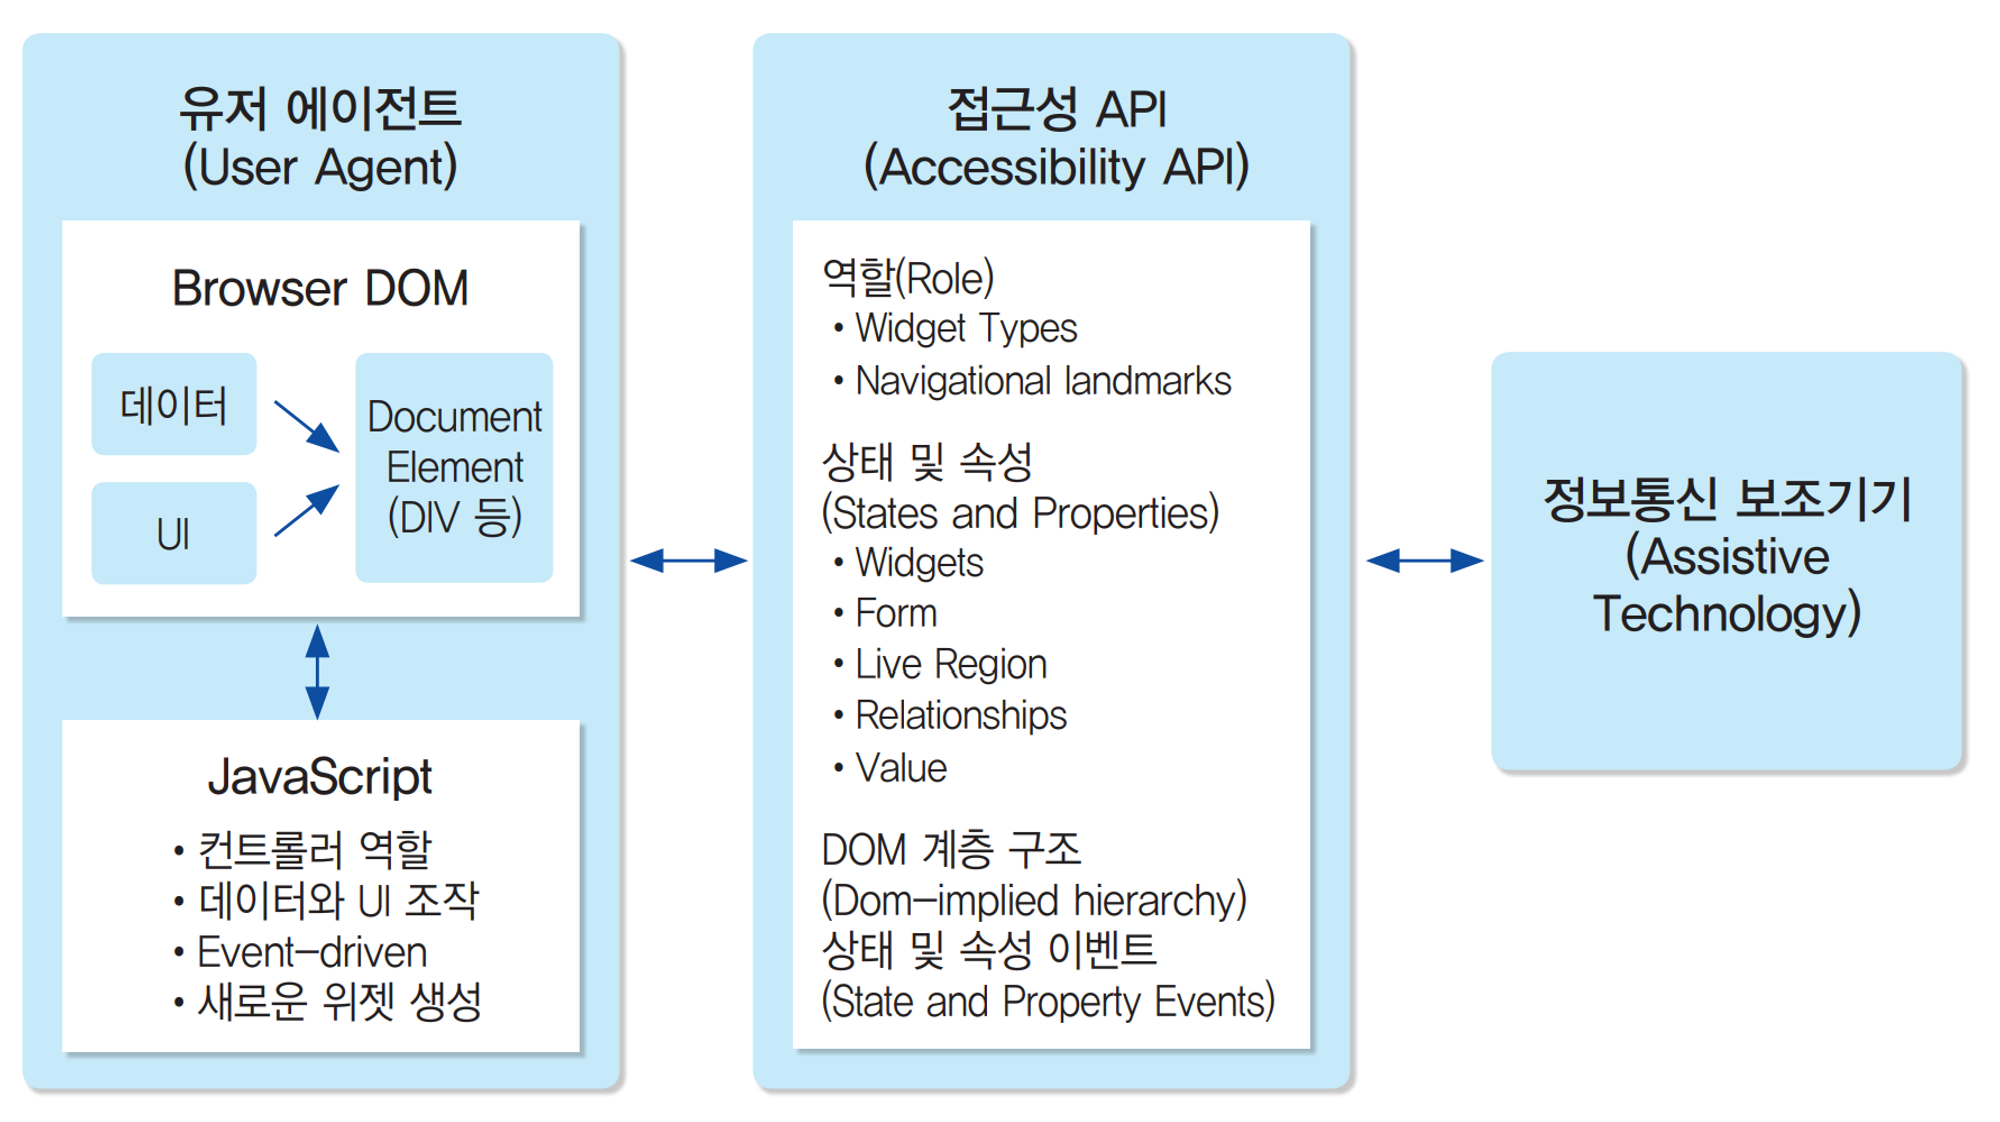 유저 에이전트
(User Agent)
Browser DOM
데이터
UI
Document
Element
(DIV 등)
JavaScript
• 컨트롤러 역할
• 데이터와 UI 조작
• Event-driven
• 새로운 위젯 생성
접근성 API
(Accessibility API)
역할(Role)
• Widget Types
• Navigational landmarks
상태 및 속성
(States and Properties)
• Widgets
• Form
• Live Region
• Relationships
• Value
DOM 계층 구조
(Dom-implied hierarchy)
상태 및 속성 이벤트
(State and Property Events)
정보통신 보조기기
(Assistive
Technology)